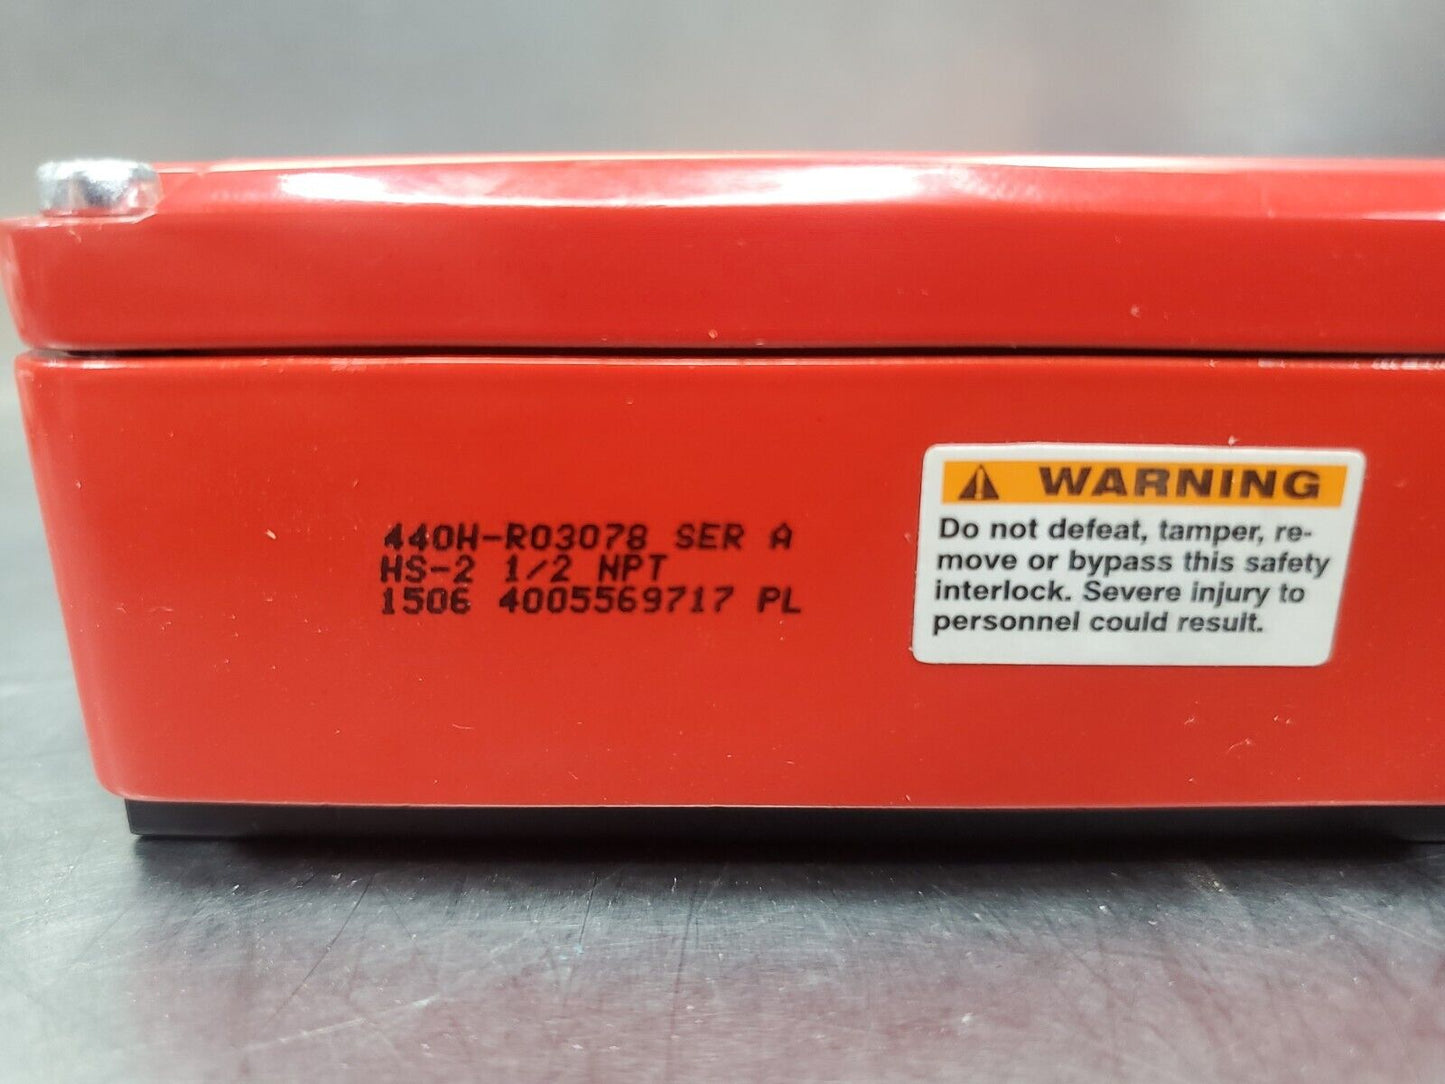 440H-R03078 SER A
HS-2 1/2 NPT
1506 4005569717 PL
WARNING
Do not defeat, tamper, re-
move or bypass this safety
interlock. Severe injury to
personnel could result.